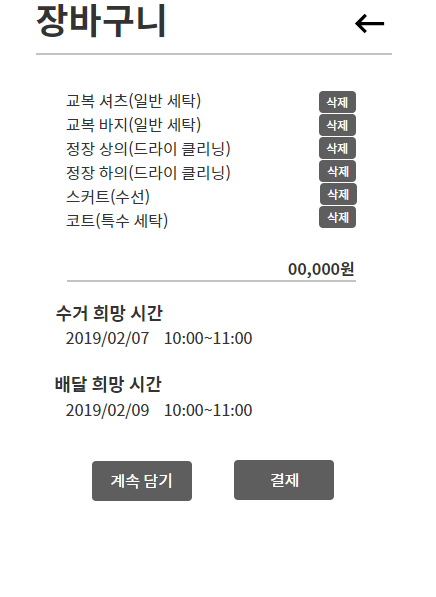 장바구니
교복 셔츠(일반 세탁) 삭제
교복 바지(일반 세탁) 삭제
정장 상의(드라이 클리닝) 삭제
정장 하의(드라이 클리닝) 삭제
스커트(수선) 삭제
코트(특수 세탁) 삭제
00,000원
수거 희망 시간
2019/02/07 10:00~11:00
배달 희망 시간
2019/02/09 10:00~11:00
계속 담기 결제